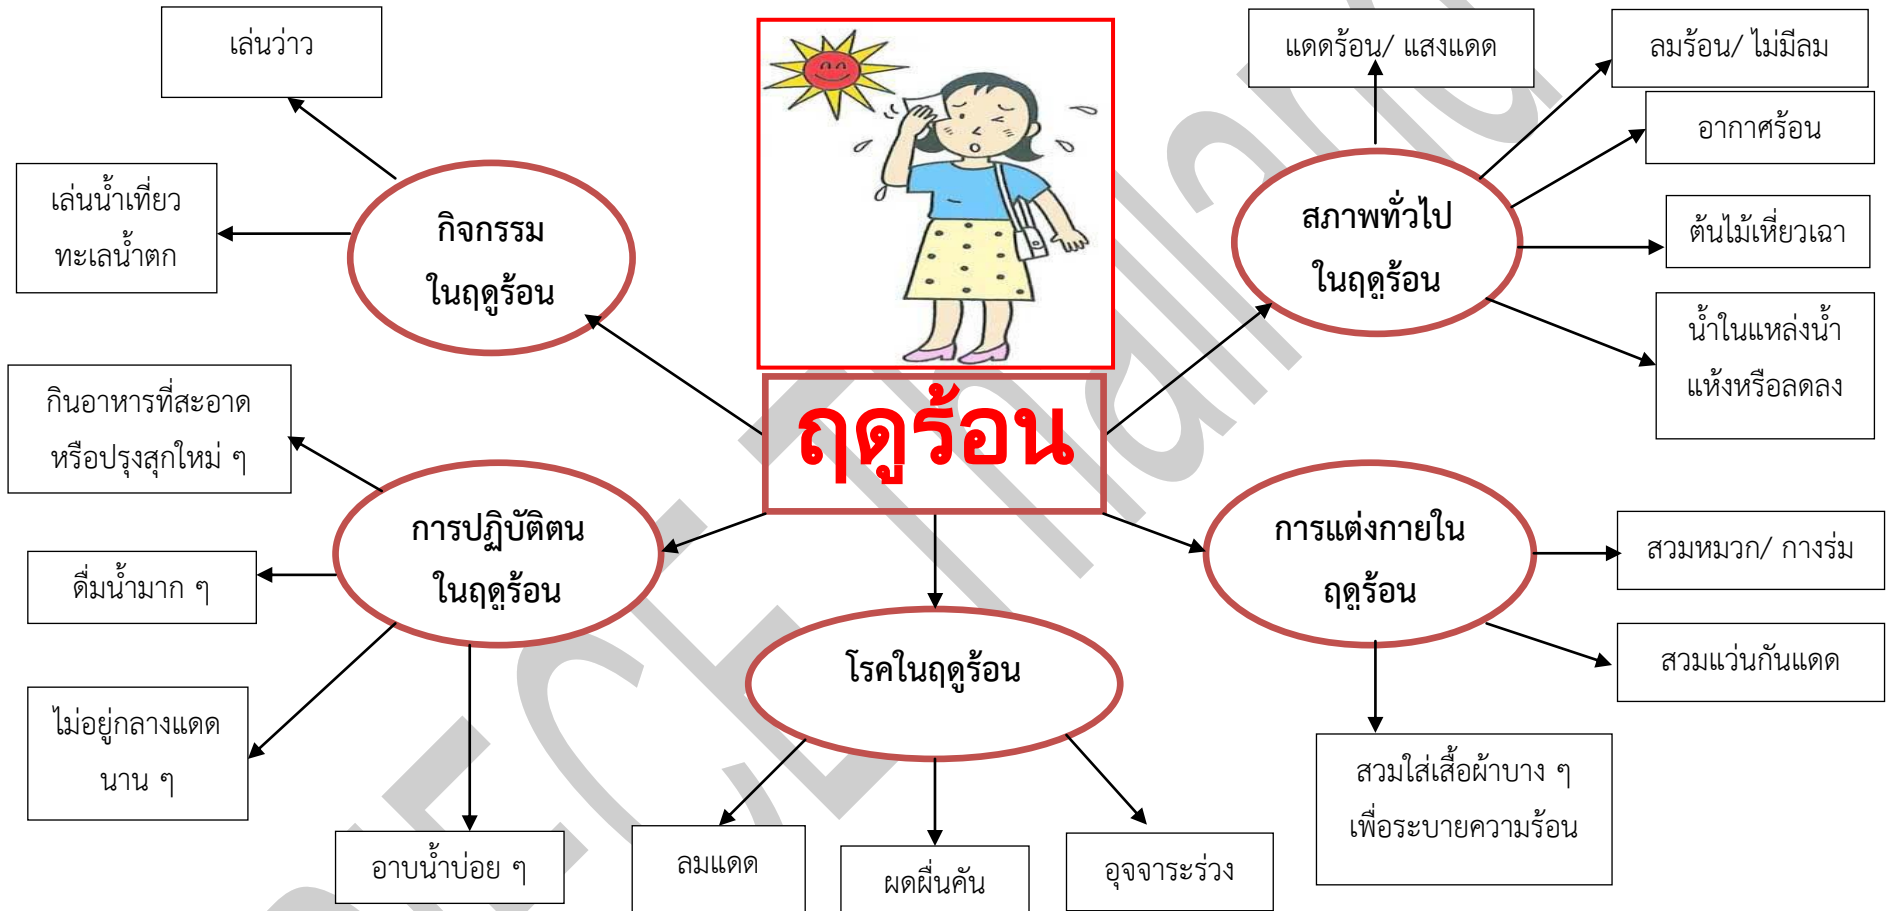 เล่นว่าว
แดดร้อน/ แสงแดด
ลมร้อน/ ไม่มีลม
อากาศร้อน
เล่นน้ำเที่ยว
ทะเลน้ำตก
กิจกรรม
ในฤดูร้อน
สภาพทั่วไป
ในฤดูร้อน
ต้นไม้เหี่ยวเฉา
น้ำในแหล่งน้ำ
แห้งหรือลดลง
ฤดูร้อน
กินอาหารที่สะอาด
หรือปรุงสุกใหม่ ๆ
การปฏิบัติตน
ในฤดูร้อน
การแต่งกายใน
ฤดูร้อน
สวมหมวก/ กางร่ม
ดื่มน้ำมาก ๆ
โรคในฤดูร้อน
สวมแว่นกันแดด
ไม่อยู่กลางแดด
นาน ๆ
สวมใส่เสื้อผ้าบาง ๆ
เพื่อระบายความร้อน
อาบน้ำบ่อย ๆ
ลมแดด
ผดผื่นคัน
อุจจาระร่วง
ECE Thailand